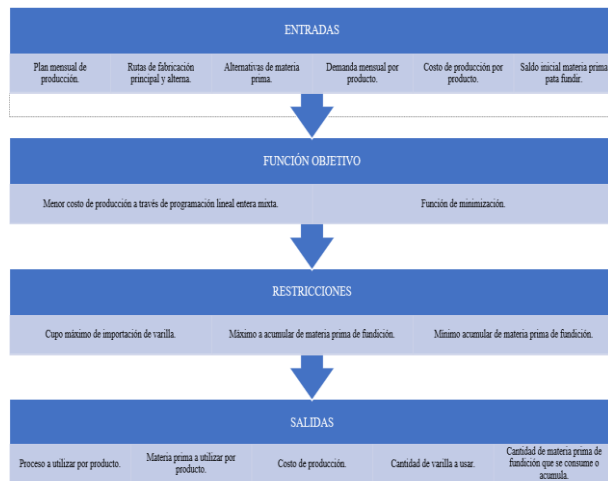 ENTRADAS
Plan mensual de
producción.
Rutas de fabricación
principal y alterna.
Alternativas de materia
prima.
Demanda mensual por
producto.
Costo de producción por
producto.
Saldo inicial materia prima
pata fundir.
FUNCIÓN OBJETIVO
Menor costo de producción a través de programación lineal entera mixta.
Función de minimización.
RESTRICCIONES
Cupo máximo de importación de varilla.
Máximo a acumular de materia prima de fundición.
Mínimo acumular de materia prima de fundición.
SALIDAS
Proceso a utilizar por producto.
Materia prima a utilizar por
producto.
Costo de producción.
Cantidad de varilla a usar.
Cantidad de materia prima de
fundición que se consume o
acumula.